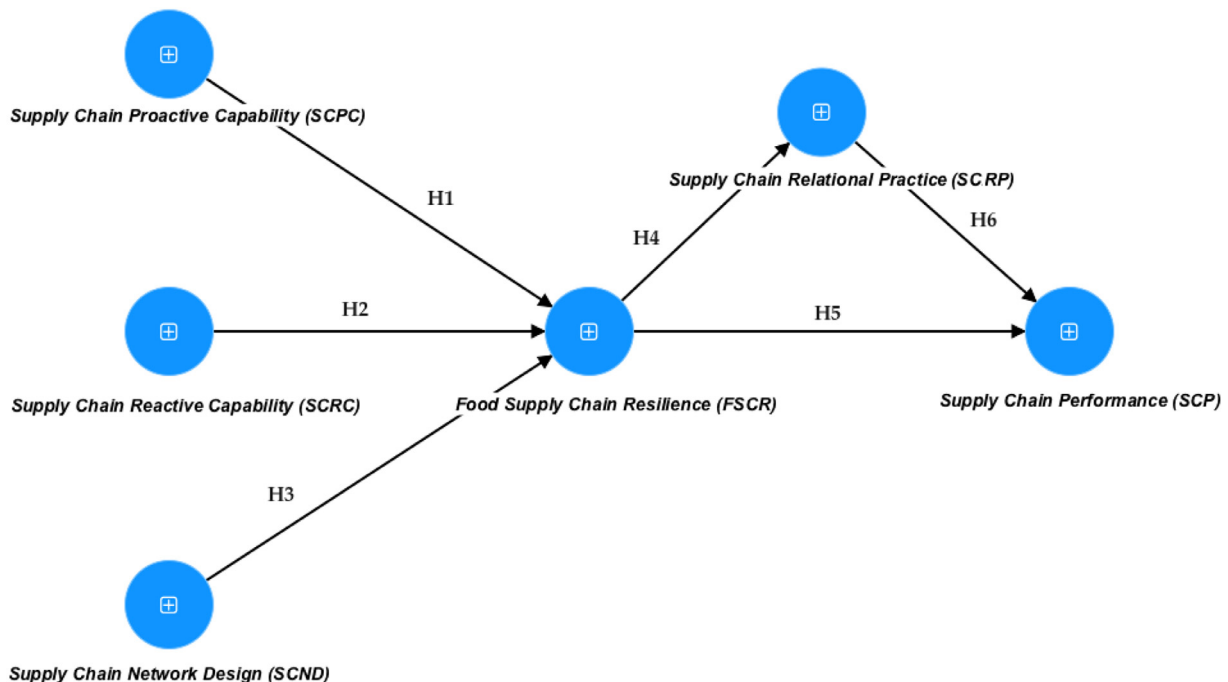 Supply Chain Proactive Capability (SCPC)
Supply Chain Relational Practice (SCRP)
H1
H4
H6
H2
H5
Supply Chain Reactive Capability (SCRC)
Food Supply Chain Resilience (FSCR)
Supply Chain Performance (SCP)
H3
Supply Chain Network Design (SCND)